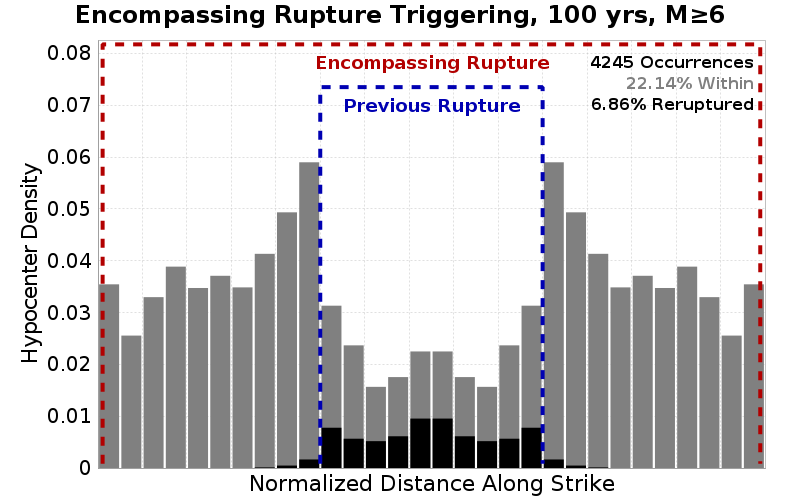 Encompassing Rupture Triggering, 100 yrs, M≥6
Encompassing Rupture
Previous Rupture
4245 Occurrences
22.14% Within
6.86% Reruptured
Hypocenter Density
0.08
0.07
0.06
0.05
0.04
0.03
0.02
0.01
0
Normalized Distance Along Strike